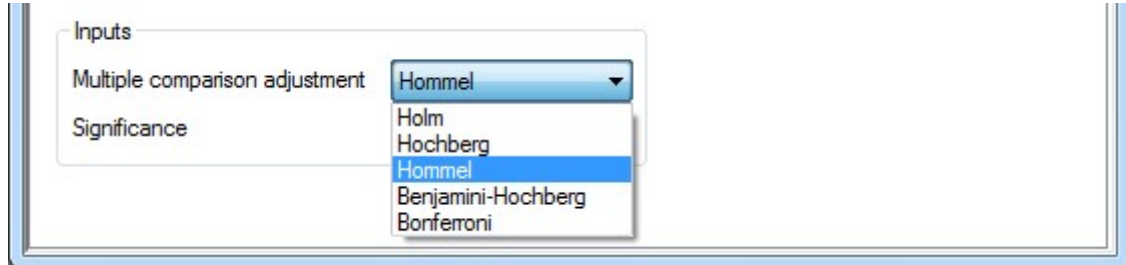 Inputs
Multiple comparison adjustment Hommel
Significance
Holm
Hochberg
Hommel
Benjamini-Hochberg
Bonferroni